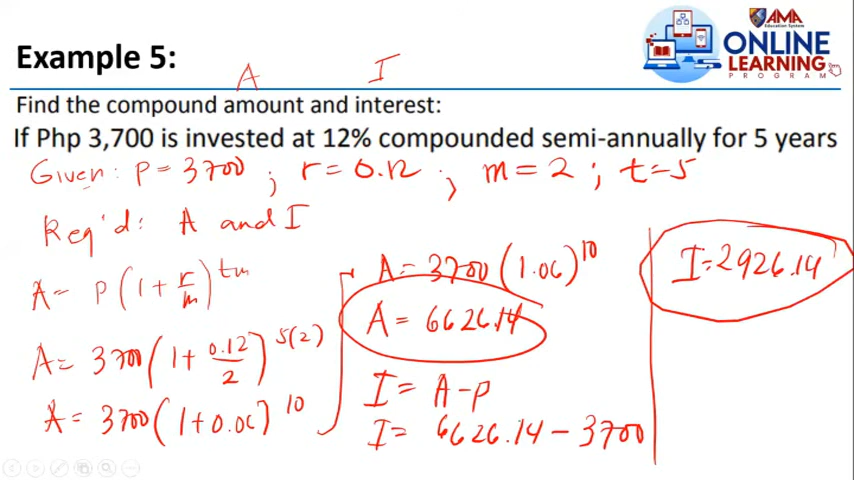 AMA
Education System
ONLINE
LEARNING
PROGRAM
Example 5:
A I
Find the compound amount and interest:
If Php 3,700 is invested at 12% compounded semi-annually for 5 years
Given: P = 3700 ; r = 0.12 ; m = 2 ; t = 5
Req'd: A and I
A = P(1 + r/m)^tm
A = 3700(1 + 0.12/2)^5(2)
A = 3700(1 + 0.06)^10
A = 3700(1.06)^10
A = 6626.14
I = A - P
I = 6626.14 - 3700
I = 2926.14